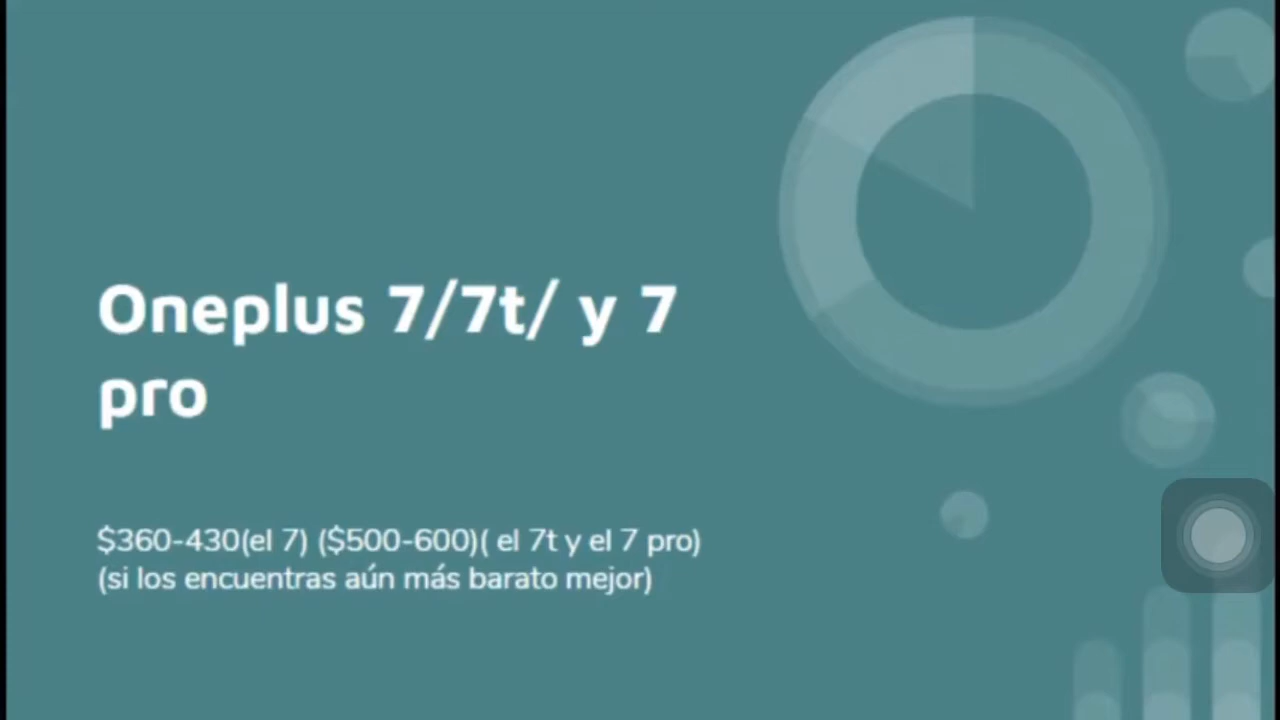 Oneplus 7/7t/ y 7
pro
$360-430(el 7) ($500-600)( el 7t y el 7 pro)
(si los encuentras aún más barato mejor)